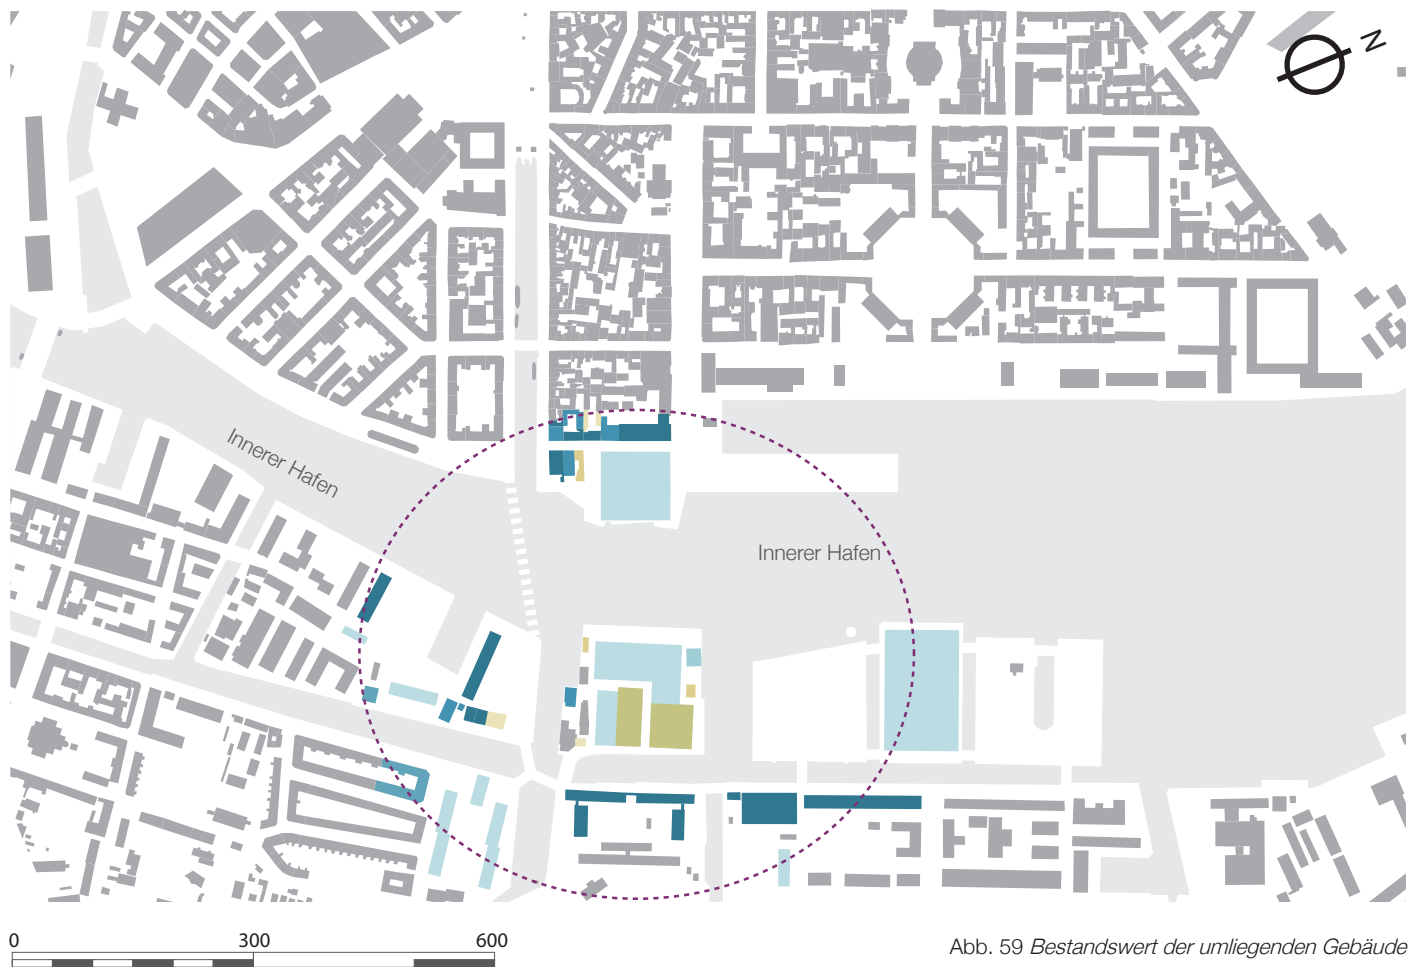 N
Innerer Hafen
Innerer Hafen
0 300 600
Abb. 59 Bestandswert der umliegenden Gebäude